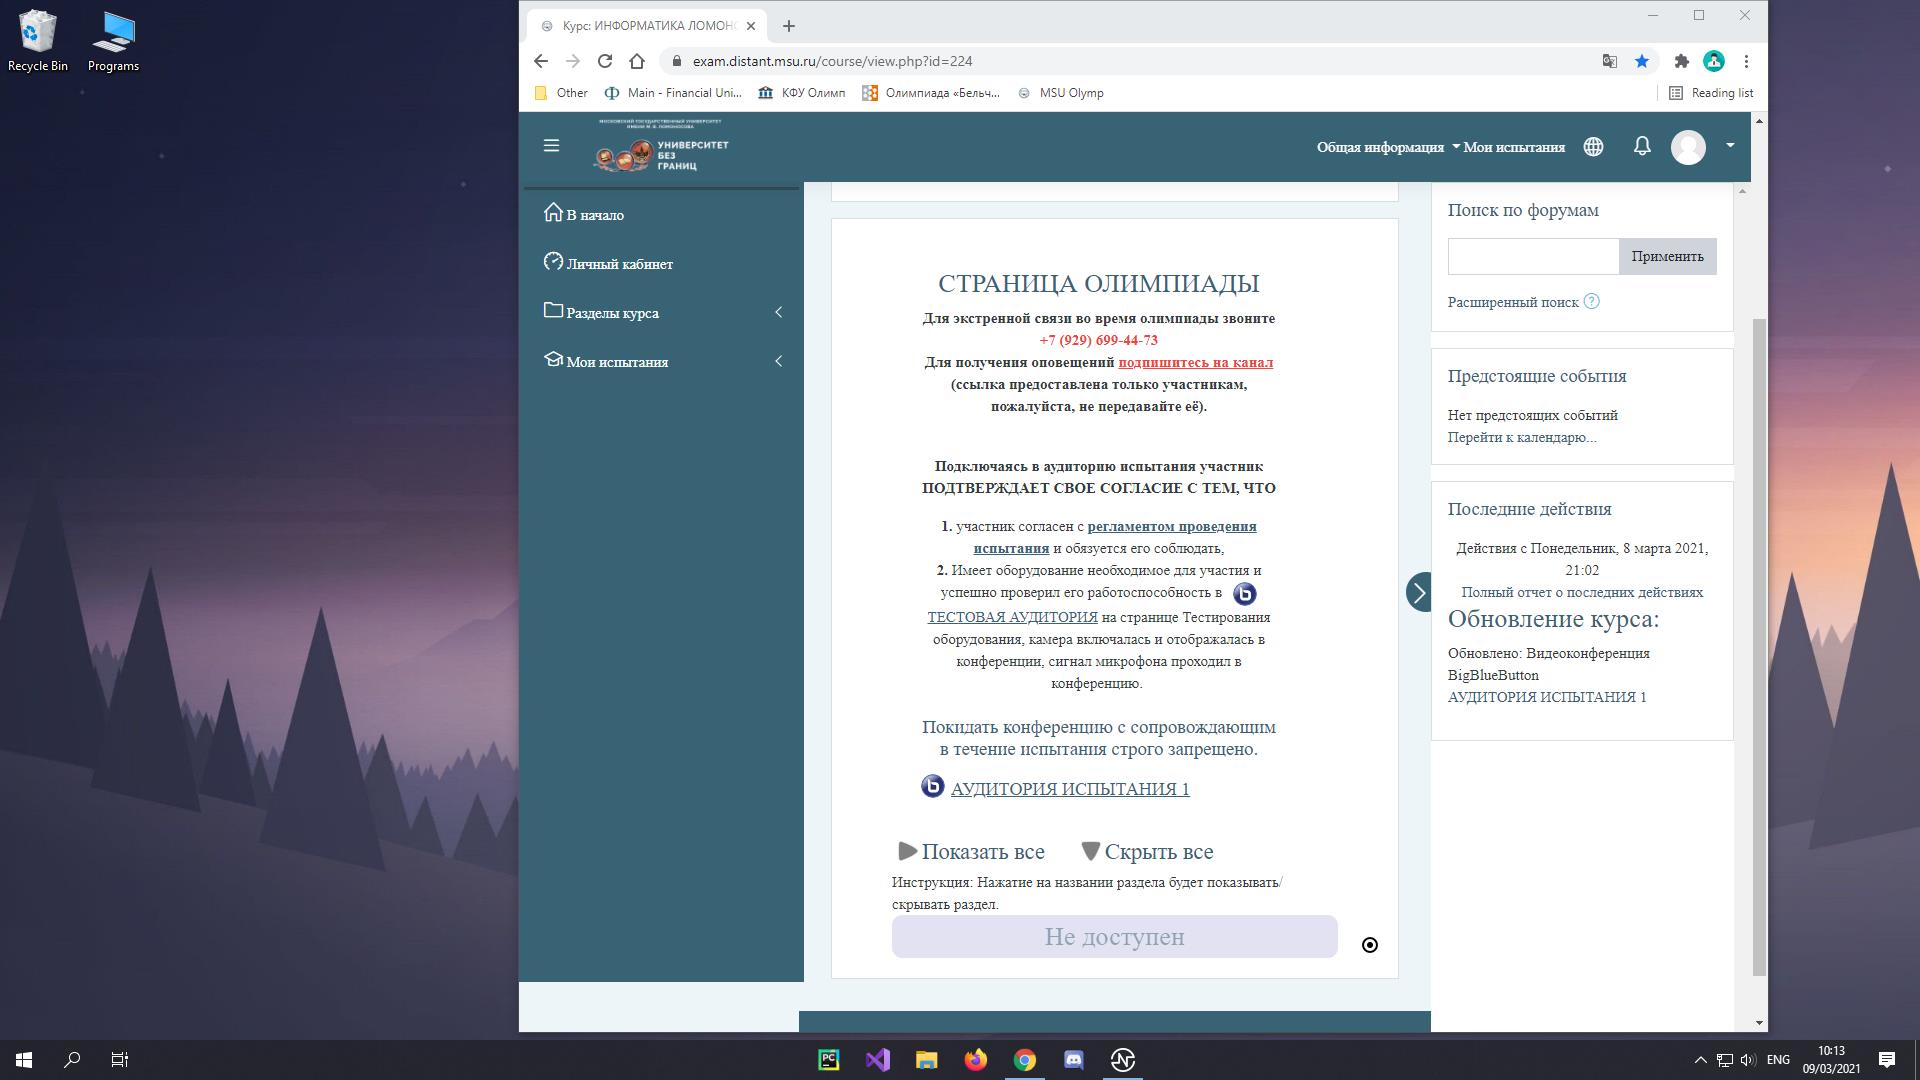 Recycle Bin
Programs
Курс: ИНФОРМАТИКА ЛОМОНО
exam.distant.msu.ru/course/view.php?id=224
Other
Main - Financial Uni...
КФУ Олимп
Олимпиада «Бельч...
MSU Olymp
Reading list
МОСКОВСКИЙ ГОСУДАРСТВЕННЫЙ УНИВЕРСИТЕТ
ИМЕНИ М. В. ЛОМОНОСОВА
УНИВЕРСИТЕТ
БЕЗ
ГРАНИЦ
Общая информация
Мои испытания
В начало
Личный кабинет
Разделы курса
Мои испытания
СТРАНИЦА ОЛИМПИАДЫ
Для экстренной связи во время олимпиады звоните
+7 (929) 699-44-73
Для получения оповещений подпишитесь на канал
(ссылка предоставлена только участникам,
пожалуйста, не передавайте её).
Подключаясь в аудиторию испытания участник
ПОДТВЕРЖДАЕТ СВОЕ СОГЛАСИЕ С ТЕМ, ЧТО
1. участник согласен с регламентом проведения
испытания и обязуется его соблюдать,
2. Имеет оборудование необходимое для участия и
успешно проверил его работоспособность в
ТЕСТОВАЯ АУДИТОРИЯ на странице Тестирования
оборудования, камера включалась и отображалась в
конференции, сигнал микрофона проходил в
конференцию.
Покидать конференцию с сопровождающим
в течение испытания строго запрещено.
АУДИТОРИЯ ИСПЫТАНИЯ 1
Показать все
Скрыть все
Инструкция: Нажатие на названии раздела будет показывать/
скрывать раздел.
Не доступен
Поиск по форумам
Применить
Расширенный поиск
Предстоящие события
Нет предстоящих событий
Перейти к календарю...
Последние действия
Действия с Понедельник, 8 марта 2021,
21:02
Полный отчет о последних действиях
Обновление курса:
Обновлено: Видеоконференция
BigBlueButton
АУДИТОРИЯ ИСПЫТАНИЯ 1
PC
ENG
10:13
09/03/2021